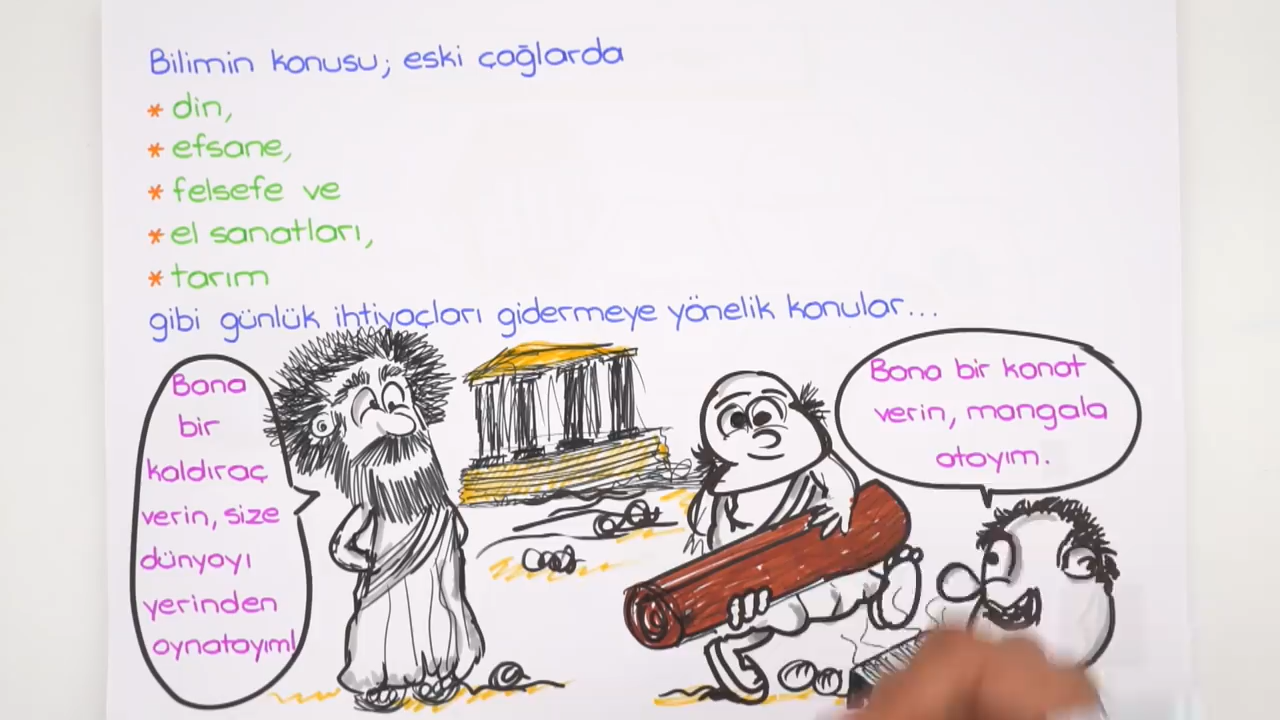 Bilimin konusu; eski çağlarda
* din,
* efsane,
* felsefe ve
* el sanatları,
* tarım
gibi günlük ihtiyaçları gidermeye yönelik konular...
Bana
bir
kaldıraç
verin, size
dünyayı
yerinden
oynatayım!
Bana bir kanat
verin, mangala
atayım.